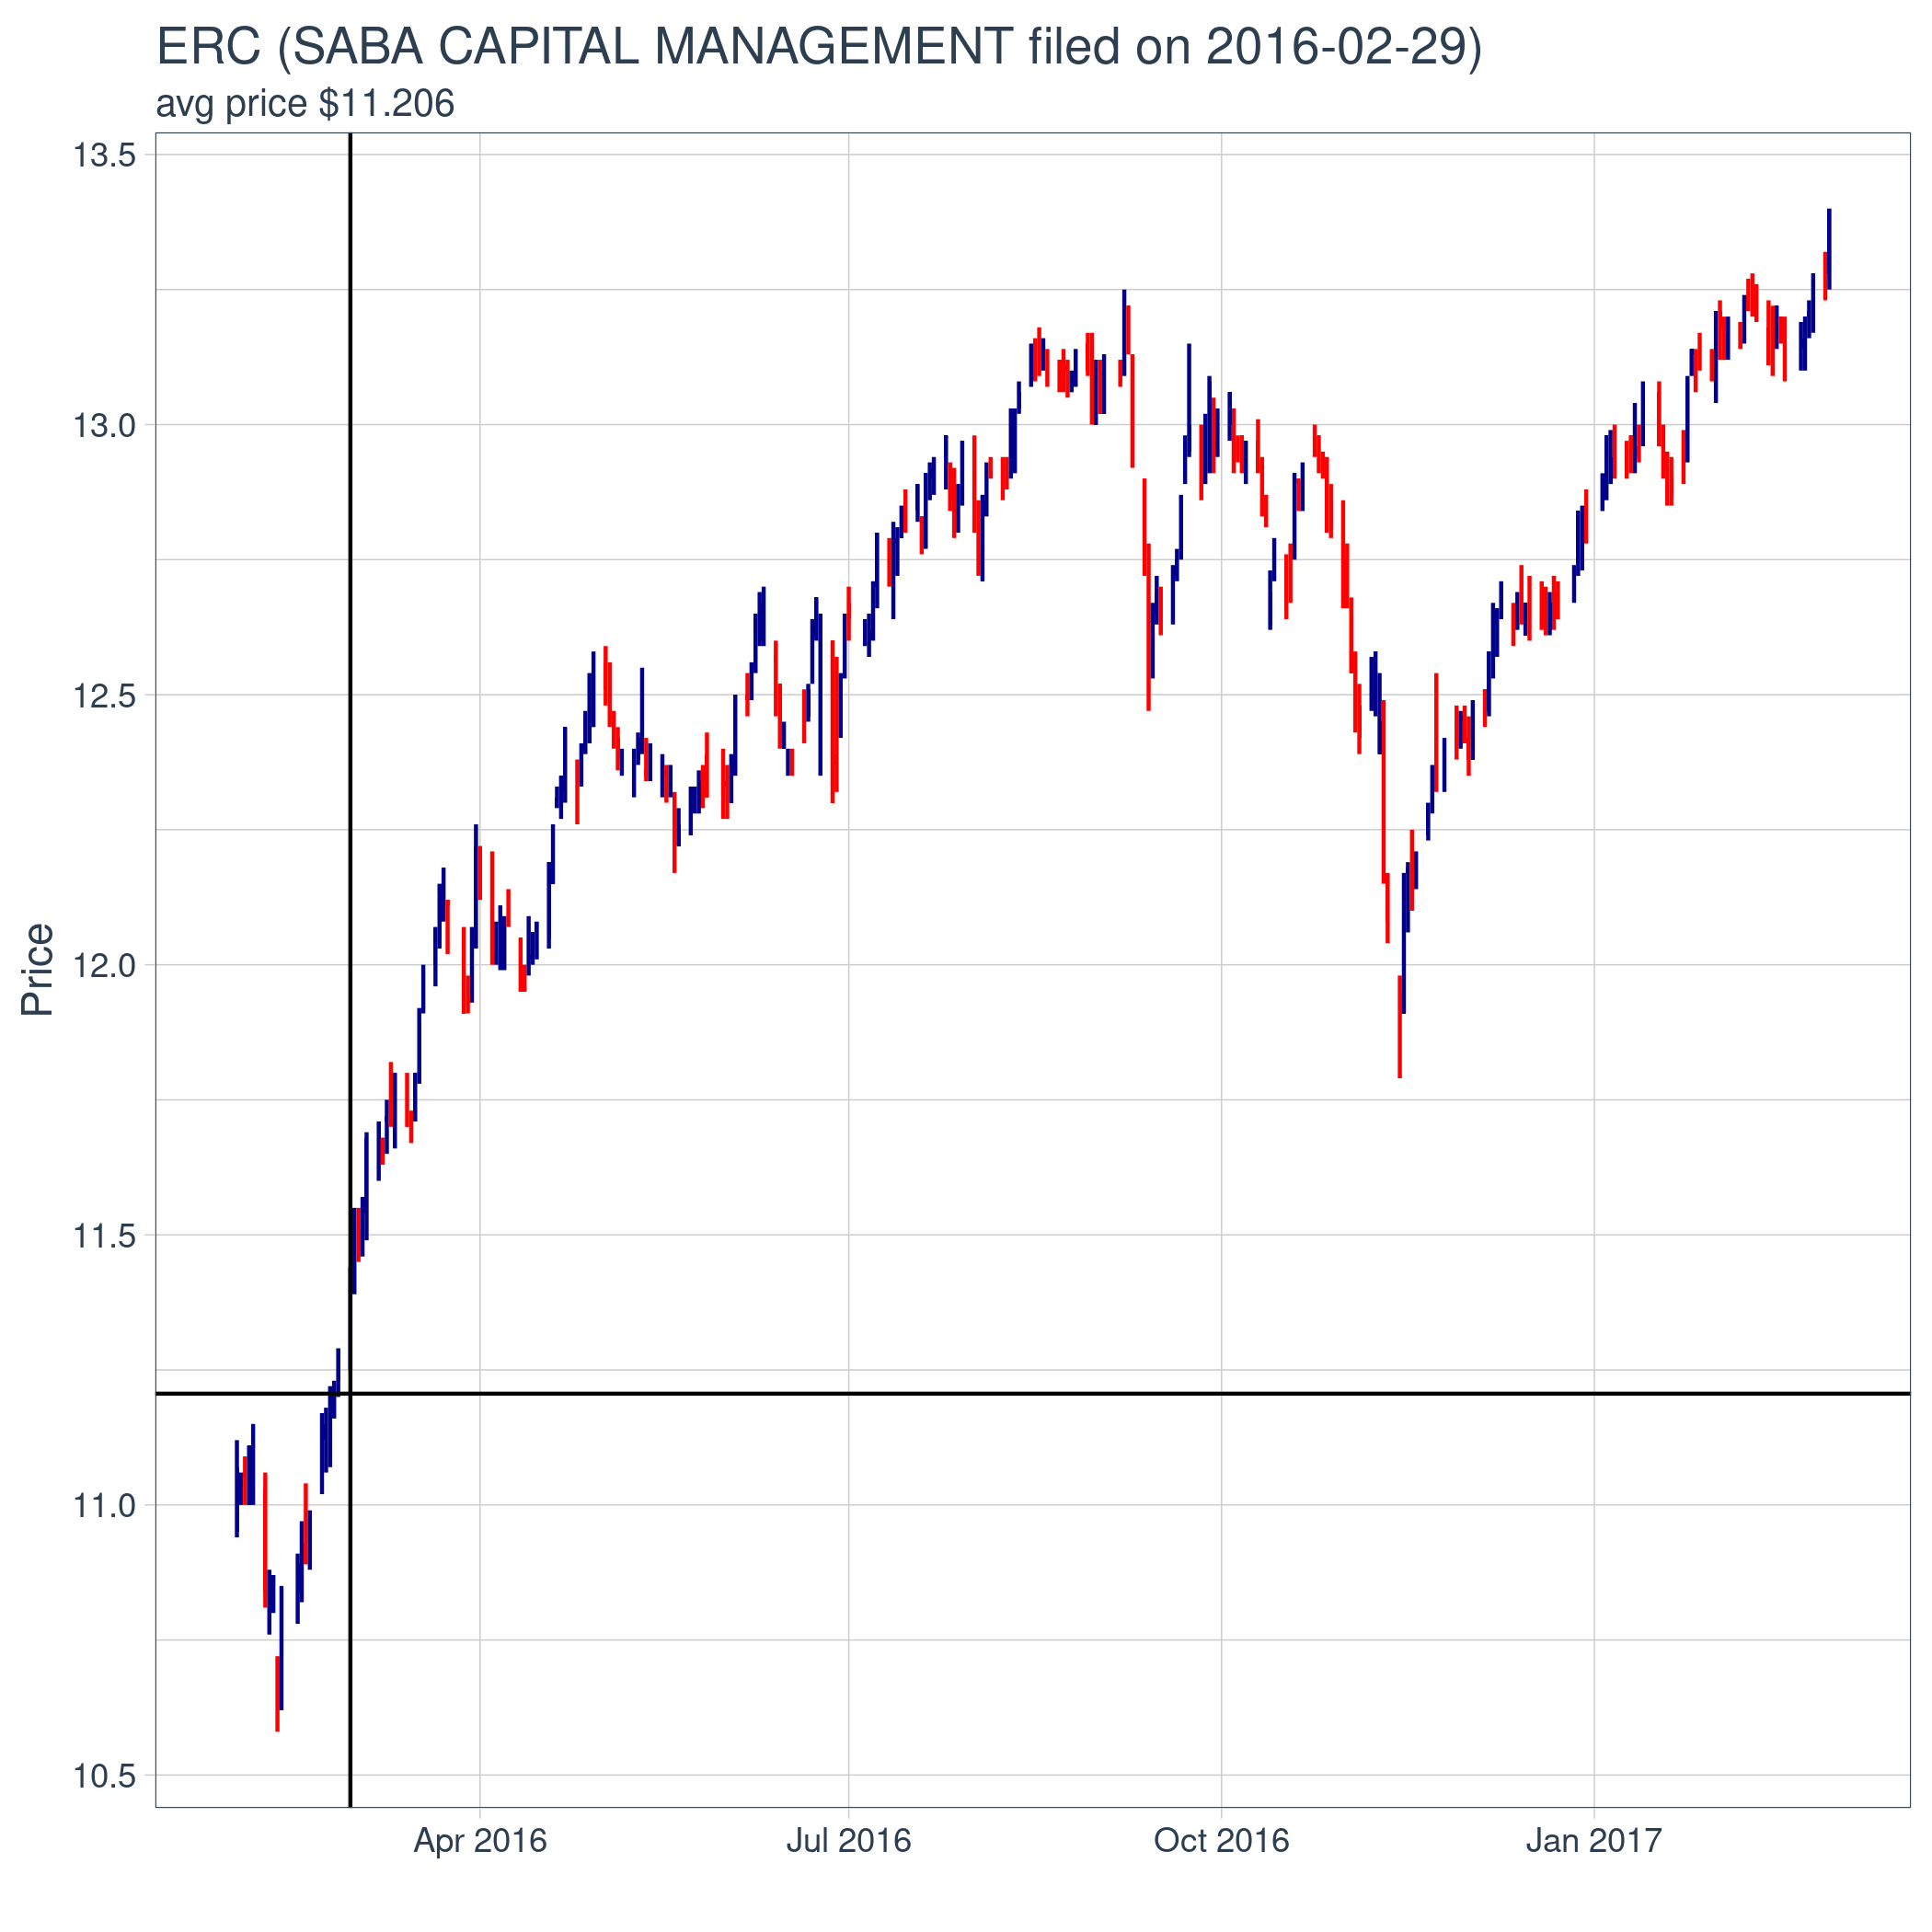 ERC (SABA CAPITAL MANAGEMENT filed on 2016-02-29)
avg price $11.206
13.5
13.0
12.5
12.0
11.5
11.0
10.5
Price
Apr 2016
Jul 2016
Oct 2016
Jan 2017